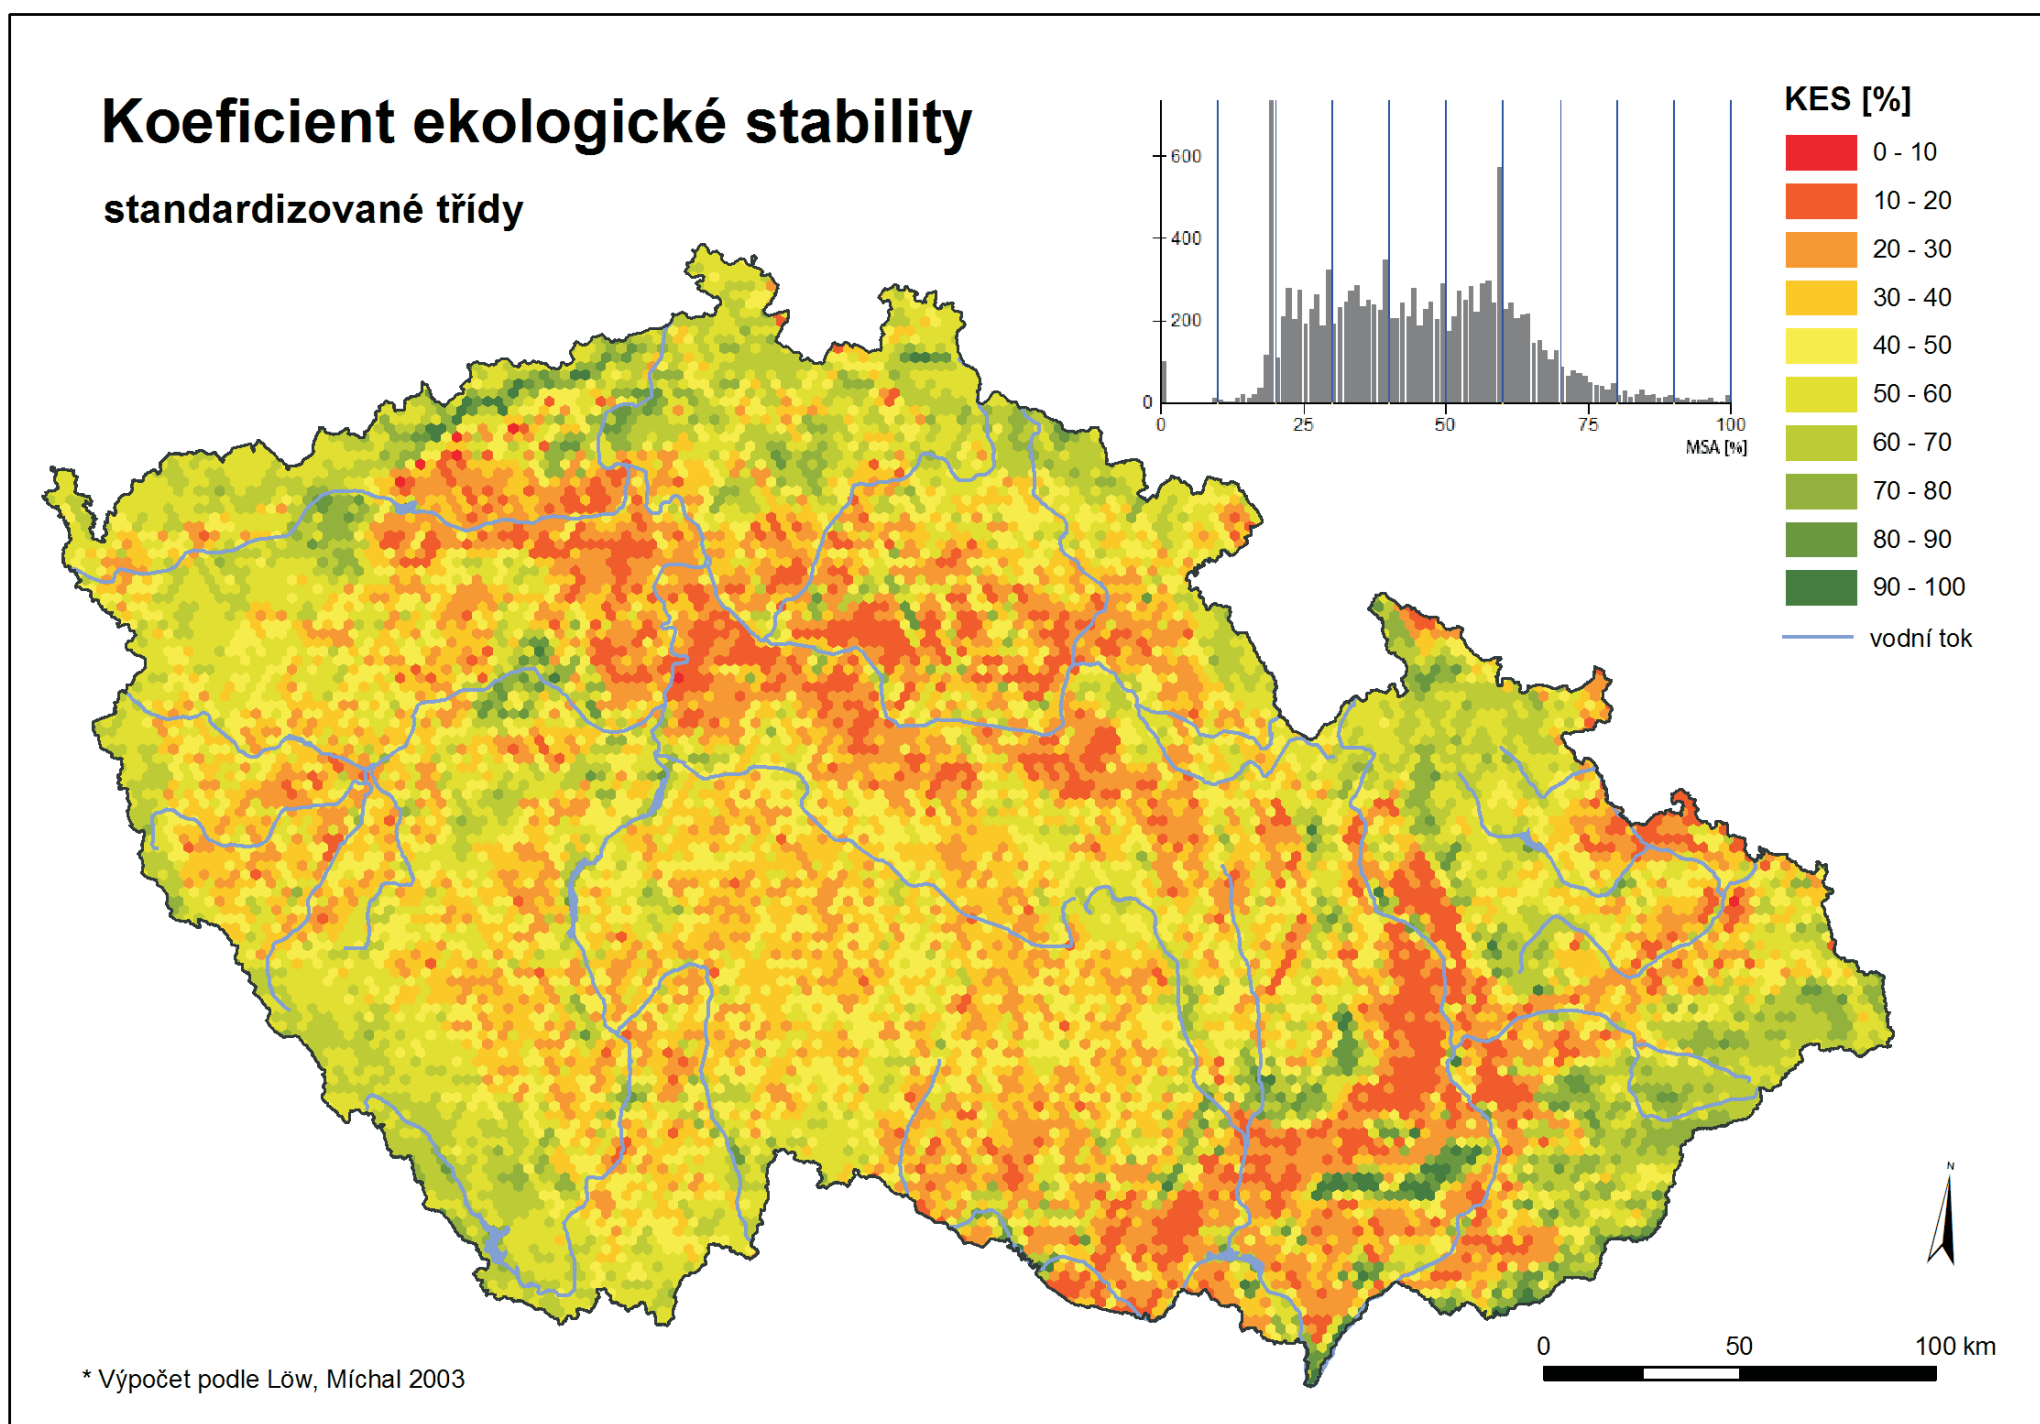 Koeficient ekologické stability
standardizované třídy
600
400
200
0
0 25 50 75 100
MSA [%]
KES [%]
0 - 10
10 - 20
20 - 30
30 - 40
40 - 50
50 - 60
60 - 70
70 - 80
80 - 90
90 - 100
vodní tok
N
0 50 100 km
* Výpočet podle Löw, Míchal 2003